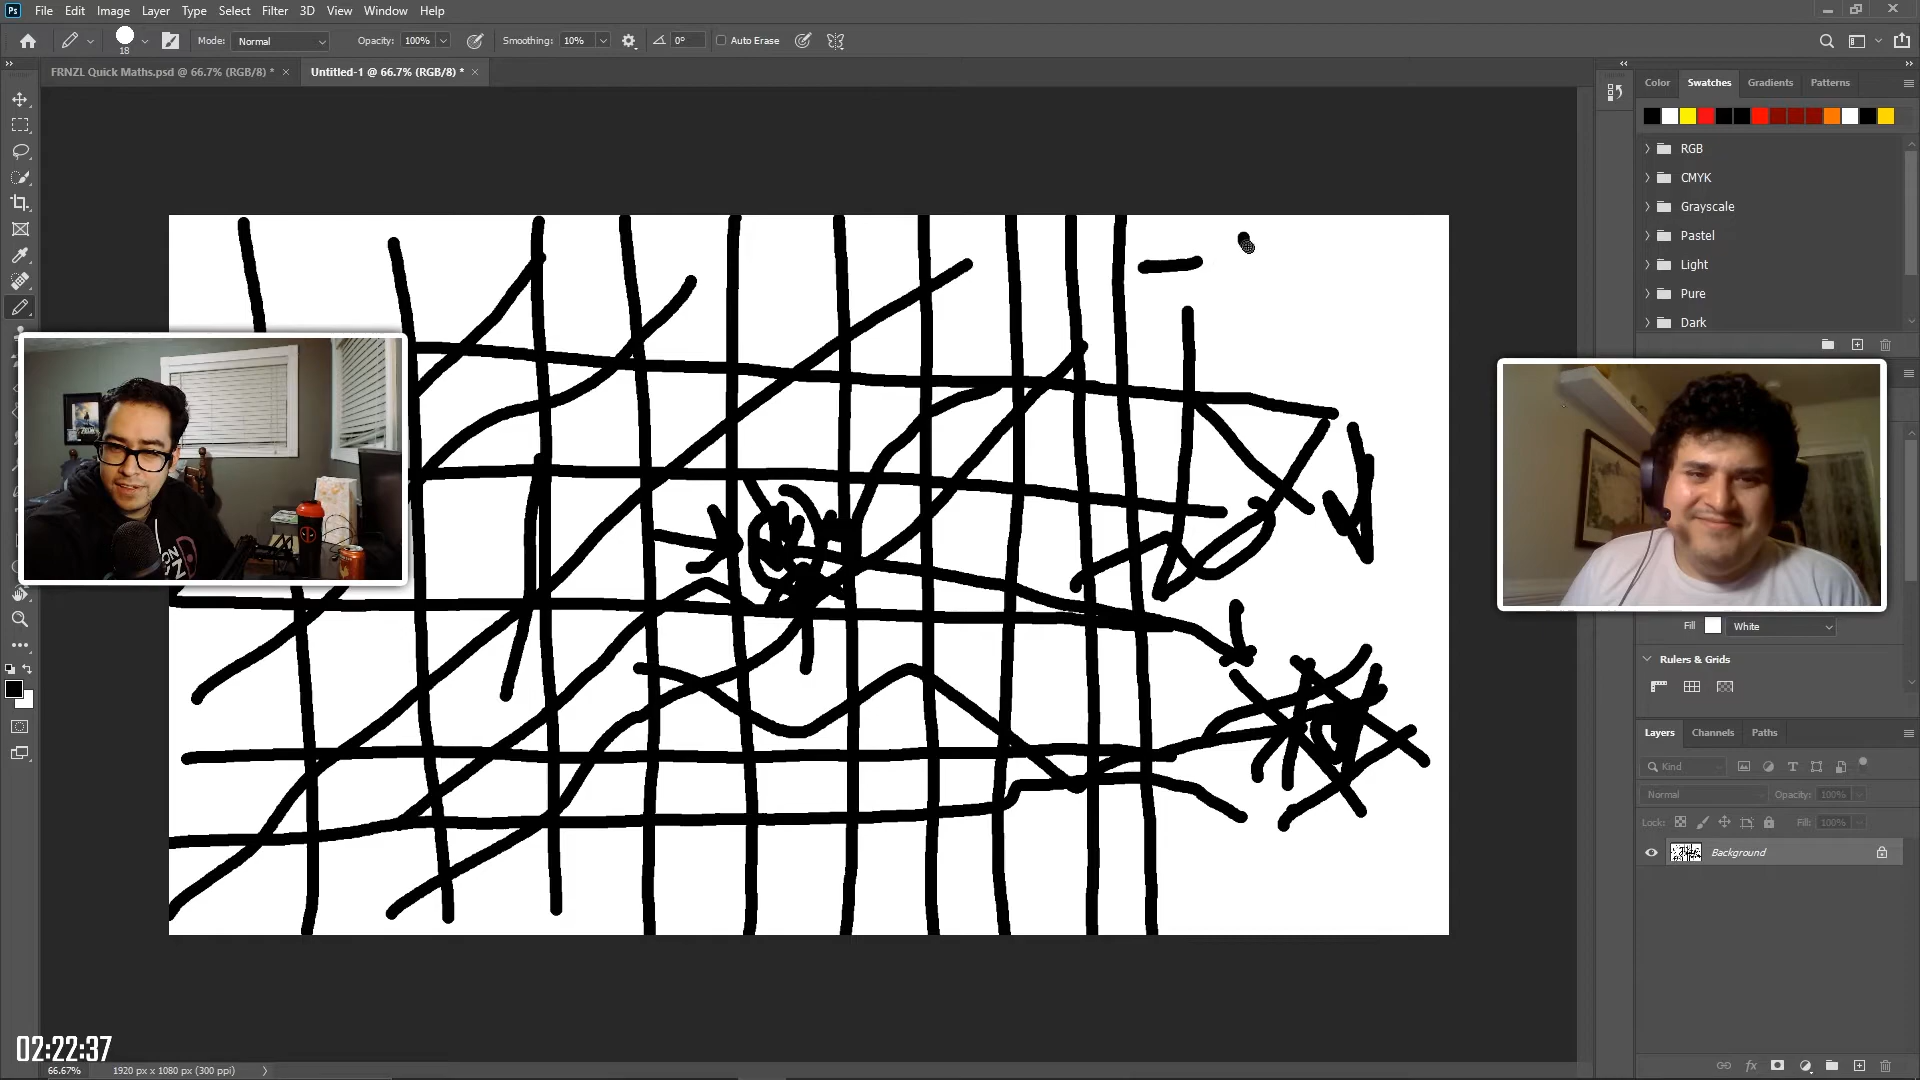 Ps File Edit Image Layer Type Select Filter 3D View Window Help
18 Mode: Normal Opacity: 100% Smoothing: 10% 0° Auto Erase
FRNZL Quick Maths.psd @ 66.7% (RGB/8) * × Untitled-1 @ 66.7% (RGB/8) * ×
Color Swatches Gradients Patterns
RGB
CMYK
Grayscale
Pastel
Light
Pure
Dark
Fill White
Rulers & Grids
Layers Channels Paths
Kind
Normal Opacity: 100%
Lock: Fill: 100%
Background
fx
02:22:37
66.67% 1920 px x 1080 px (300 ppi)